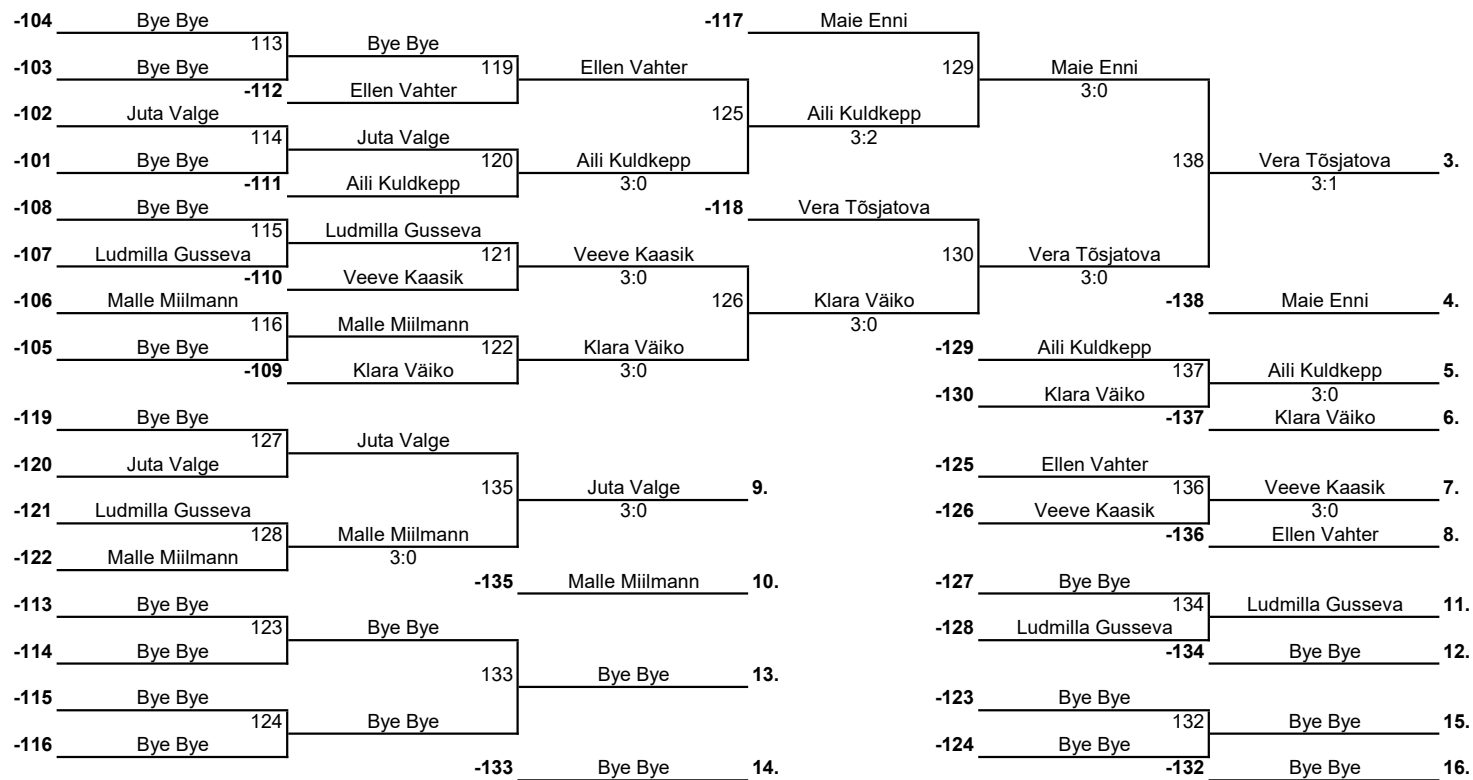 -104 Bye Bye -117 Maie Enni
113 Bye Bye
-103 Bye Bye 119 Ellen Vahter 129 Maie Enni
-112 Ellen Vahter 3:0
-102 Juta Valge 125 Aili Kuldkepp
114 Juta Valge 3:2
-101 Bye Bye 120 Aili Kuldkepp 138 Vera Tõsjatova 3.
-111 Aili Kuldkepp 3:0 3:1
-108 Bye Bye -118 Vera Tõsjatova
115 Ludmilla Gusseva
-107 Ludmilla Gusseva 121 Veeve Kaasik 130 Vera Tõsjatova
-110 Veeve Kaasik 3:0 3:0
-106 Malle Miilmann 126 Klara Väiko -138 Maie Enni 4.
116 Malle Miilmann 3:0
-105 Bye Bye 122 Klara Väiko -129 Aili Kuldkepp
-109 Klara Väiko 3:0 137 Aili Kuldkepp 5.
-130 Klara Väiko 3:0
-119 Bye Bye -137 Klara Väiko 6.
127 Juta Valge
-120 Juta Valge -125 Ellen Vahter
135 Juta Valge 9. 136 Veeve Kaasik 7.
-121 Ludmilla Gusseva 3:0 -126 Veeve Kaasik 3:0
128 Malle Miilmann -136 Ellen Vahter 8.
-122 Malle Miilmann 3:0
-135 Malle Miilmann 10. -127 Bye Bye
-113 Bye Bye 134 Ludmilla Gusseva 11.
123 Bye Bye -128 Ludmilla Gusseva
-114 Bye Bye -134 Bye Bye 12.
133 Bye Bye 13.
-115 Bye Bye -123 Bye Bye
124 Bye Bye 132 Bye Bye 15.
-116 Bye Bye -124 Bye Bye
-133 Bye Bye 14. -132 Bye Bye 16.